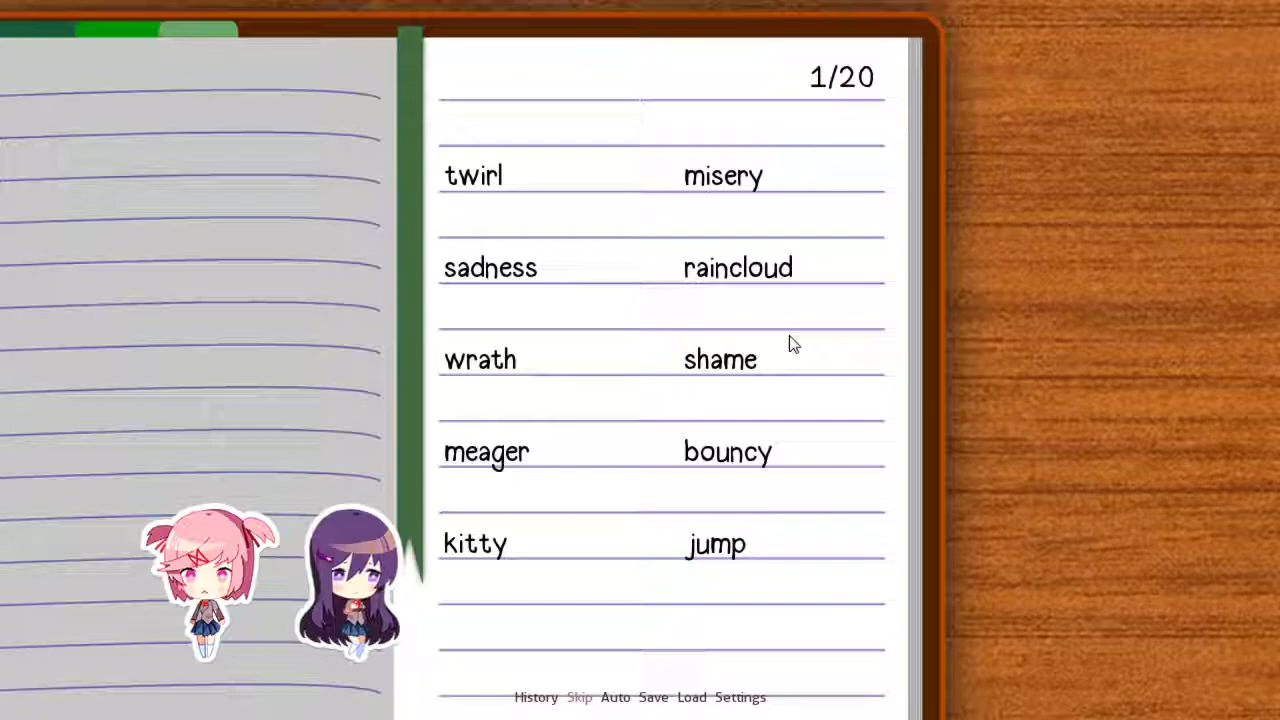 1/20
twirl misery
sadness raincloud
wrath shame
meager bouncy
kitty jump
History Skip Auto Save Load Settings